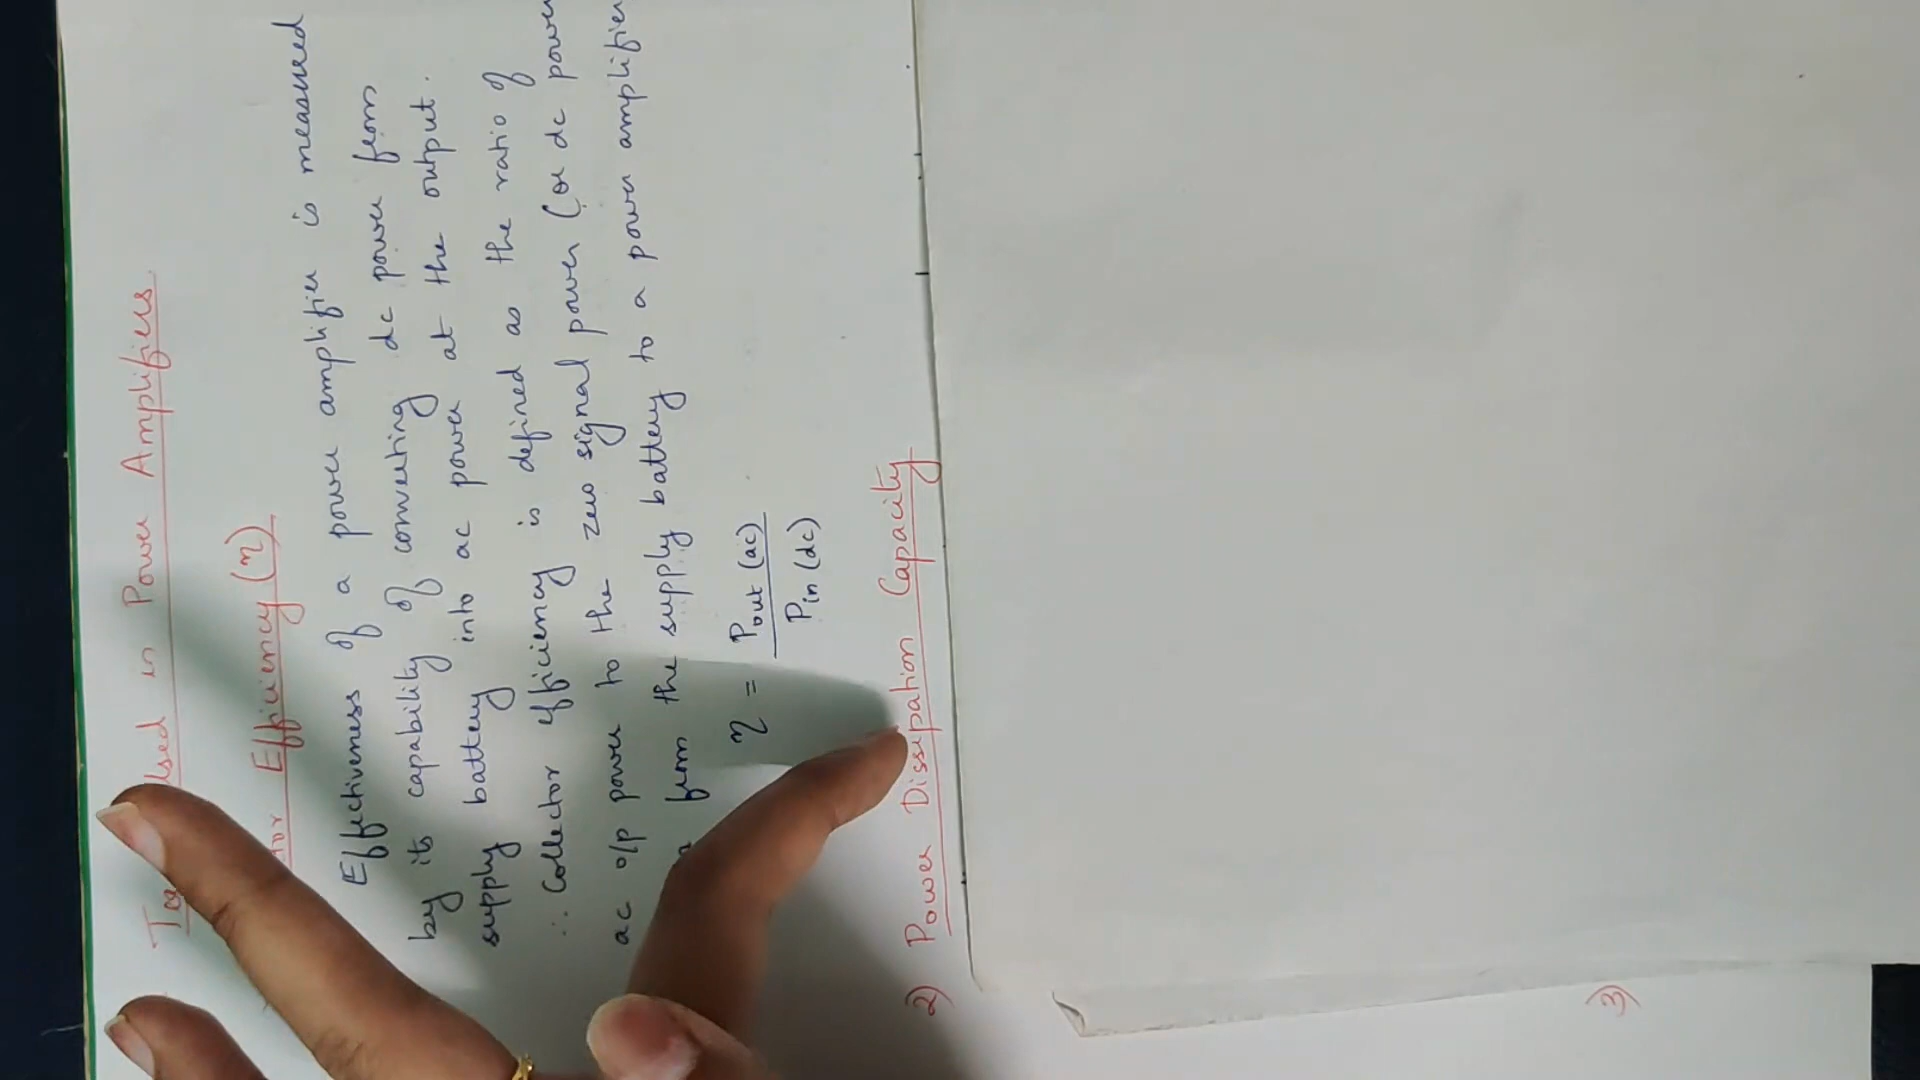 Used in Power Amplifiers
Efficiency (η)
Effectiveness of a power amplifier is measured
by its capability of converting dc power from
supply battery into ac power at the output.
∴ Collector efficiency is defined as the ratio of
ac o/p power to the zero signal power (or dc power
from the supply battery to a power amplifier
η = Pout (ac)
Pin (dc)
2) Power Dissipation Capacity
3)